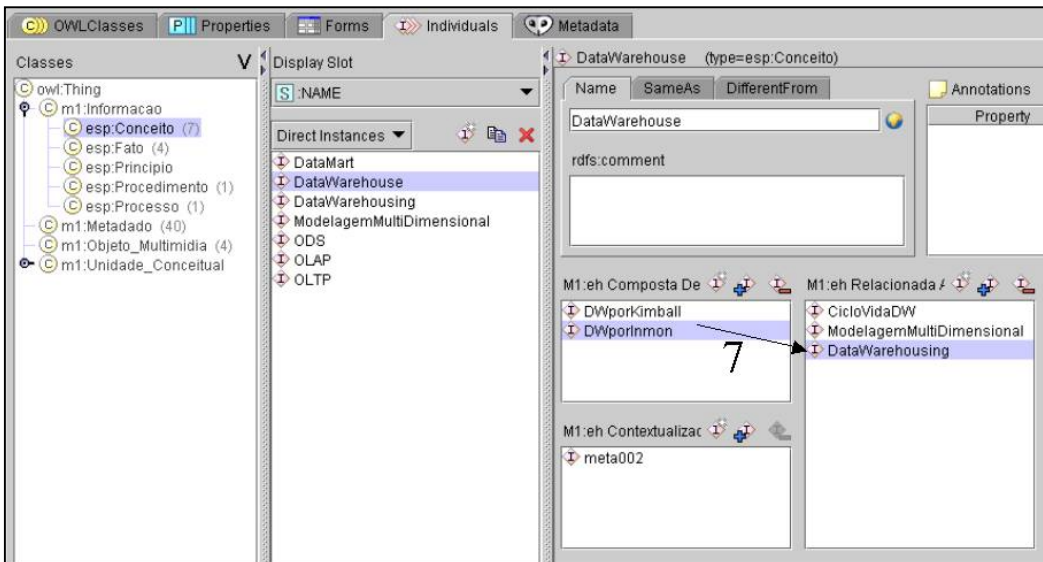 OWLClasses Properties Forms Individuals Metadata
Classes V
owl:Thing
m1:Informacao
esp:Conceito (7)
esp:Fato (4)
esp:Principio
esp:Procedimento (1)
esp:Processo (1)
m1:Metadado (40)
m1:Objeto_Multimidia (4)
m1:Unidade_Conceitual
Display Slot
:NAME
Direct Instances
DataMart
DataWarehouse
DataWarehousing
ModelagemMultiDimensional
ODS
OLAP
OLTP
DataWarehouse (type=esp:Conceito)
Name SameAs DifferentFrom
DataWarehouse
rdfs:comment
Annotations
Property
M1:eh Composta De
DWporKimball
DWporInmon
7
M1:eh Relacionada A
CicloVidaDW
ModelagemMultiDimensional
DataWarehousing
M1:eh Contextualizac
meta002